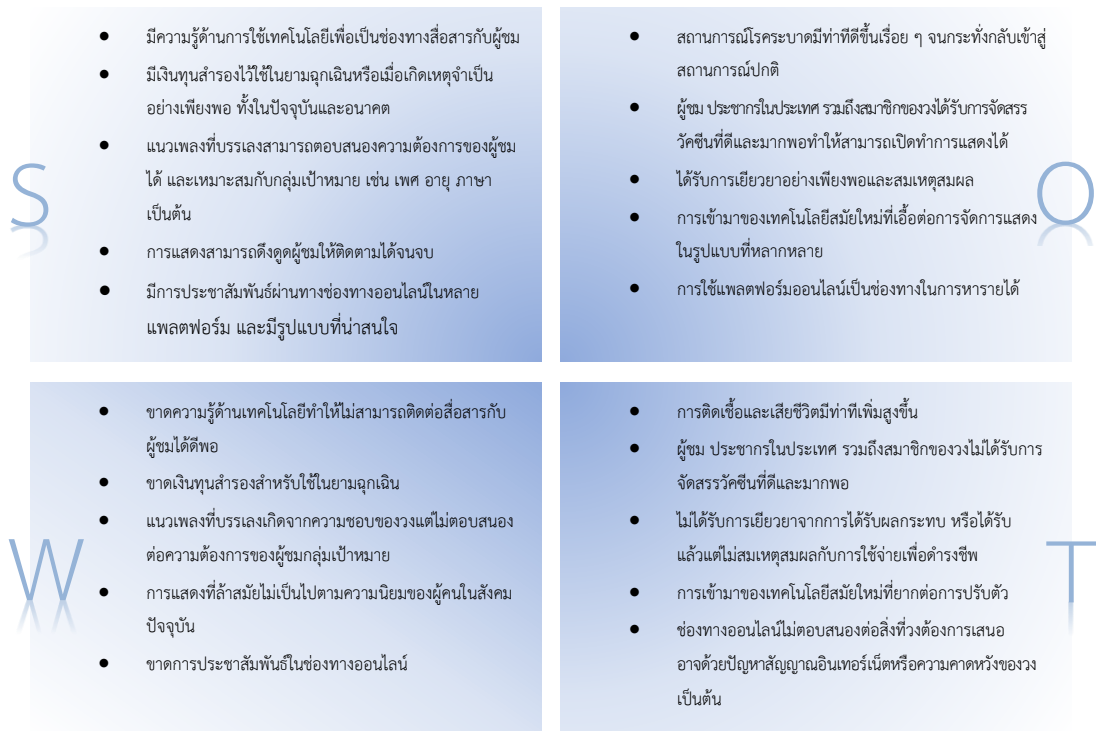 S
• มีความรู้ด้านการใช้เทคโนโลยีเพื่อเป็นช่องทางสื่อสารกับผู้ชม
• มีเงินทุนสำรองไว้ใช้ในยามฉุกเฉินหรือเมื่อเกิดเหตุจำเป็น
อย่างเพียงพอ ทั้งในปัจจุบันและอนาคต
• แนวเพลงที่บรรเลงสามารถตอบสนองความต้องการของผู้ชม
ได้ และเหมาะสมกับกลุ่มเป้าหมาย เช่น เพศ อายุ ภาษา
เป็นต้น
• การแสดงสามารถดึงดูดผู้ชมให้ติดตามได้จนจบ
• มีการประชาสัมพันธ์ผ่านทางช่องทางออนไลน์ในหลาย
แพลตฟอร์ม และมีรูปแบบที่น่าสนใจ
O
• สถานการณ์โรคระบาดมีท่าทีดีขึ้นเรื่อย ๆ จนกระทั่งกลับเข้าสู่
สถานการณ์ปกติ
• ผู้ชม ประชากรในประเทศ รวมถึงสมาชิกของวงได้รับการจัดสรร
วัคซีนที่ดีและมากพอทำให้สามารถเปิดทำการแสดงได้
• ได้รับการเยียวยาอย่างเพียงพอและสมเหตุสมผล
• การเข้ามาของเทคโนโลยีสมัยใหม่ที่เอื้อต่อการจัดการแสดง
ในรูปแบบที่หลากหลาย
• การใช้แพลตฟอร์มออนไลน์เป็นช่องทางในการหารายได้
W
• ขาดความรู้ด้านเทคโนโลยีทำให้ไม่สามารถติดต่อสื่อสารกับ
ผู้ชมได้ดีพอ
• ขาดเงินทุนสำรองสำหรับใช้ในยามฉุกเฉิน
• แนวเพลงที่บรรเลงเกิดจากความชอบของวงแต่ไม่ตอบสนอง
ต่อความต้องการของผู้ชมกลุ่มเป้าหมาย
• การแสดงที่ล้าสมัยไม่เป็นไปตามความนิยมของผู้คนในสังคม
ปัจจุบัน
• ขาดการประชาสัมพันธ์ในช่องทางออนไลน์
T
• การติดเชื้อและเสียชีวิตมีท่าทีเพิ่มสูงขึ้น
• ผู้ชม ประชากรในประเทศ รวมถึงสมาชิกของวงไม่ได้รับการ
จัดสรรวัคซีนที่ดีและมากพอ
• ไม่ได้รับการเยียวยาจากการได้รับผลกระทบ หรือได้รับ
แล้วแต่ไม่สมเหตุสมผลกับการใช้จ่ายเพื่อดำรงชีพ
• การเข้ามาของเทคโนโลยีสมัยใหม่ที่ยากต่อการปรับตัว
• ช่องทางออนไลน์ไม่ตอบสนองต่อสิ่งที่วงต้องการเสนอ
อาจด้วยปัญหาสัญญาณอินเทอร์เน็ตหรือความคาดหวังของวง
เป็นต้น